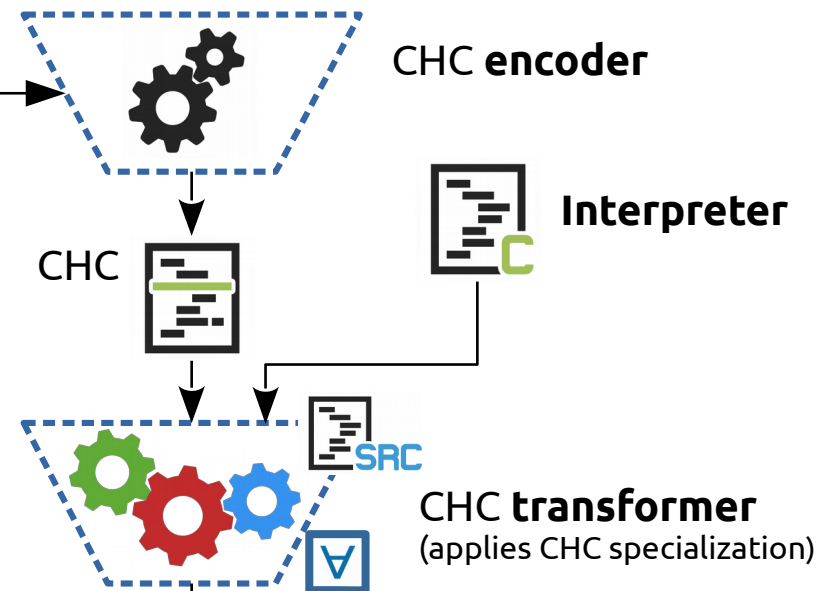 CHC encoder
Interpreter
C
CHC
SRC
CHC transformer
(applies CHC specialization)
∀